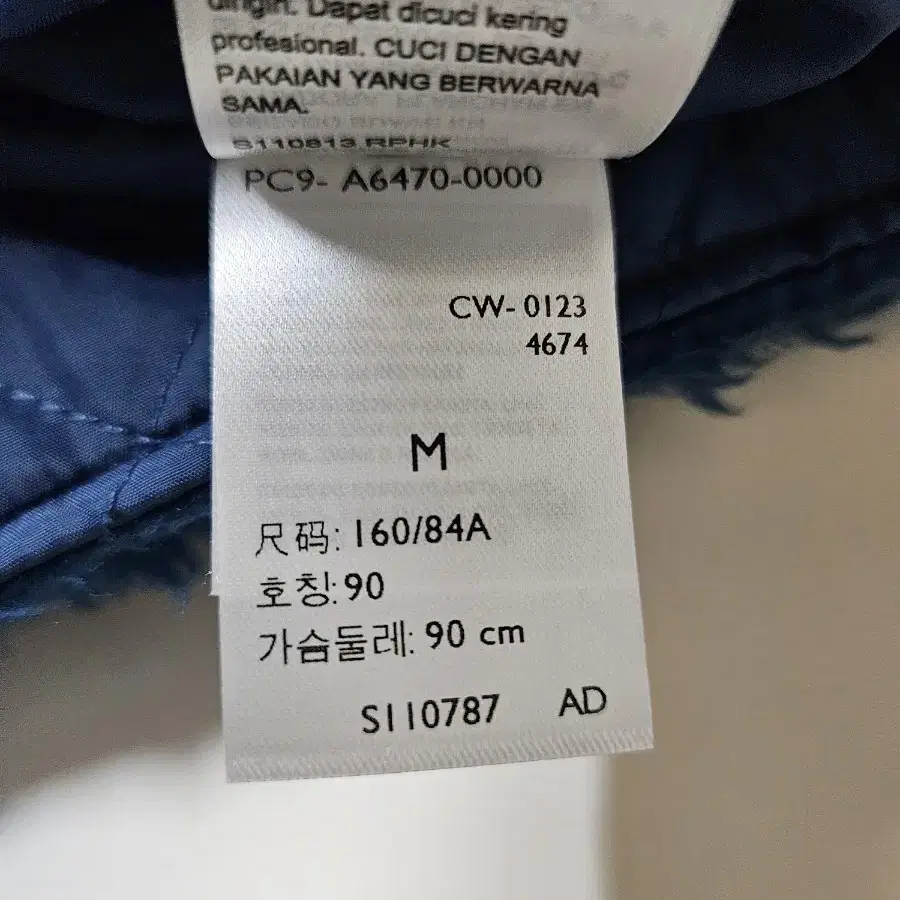 dingin. Dapat dicuci kering
profesional. CUCI DENGAN
PAKAIAN YANG BERWARNA
SAMA.
S110613.RPHK
PC9- A6470-0000
CW- 0123
4674
M
尺码: 160/84A
호칭: 90
가슴둘레: 90 cm
S110787 AD